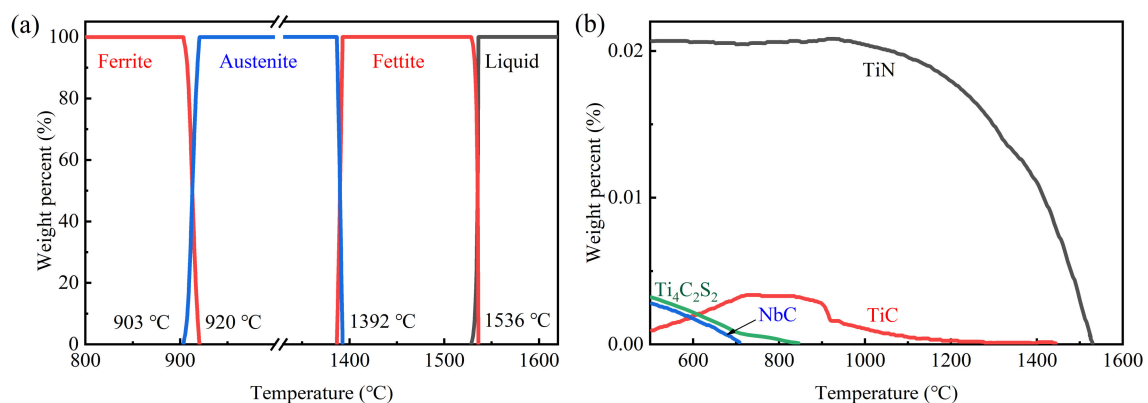 (a)
Weight percent (%)
100
80
60
40
20
0
Ferrite
Austenite
Fettite
Liquid
903 ℃
920 ℃
1392 ℃
1536 ℃
800
900
1400
1500
1600
Temperature (℃)
(b)
Weight percent (%)
0.02
0.01
0.00
TiN
Ti₄C₂S₂
NbC
TiC
600
800
1000
1200
1400
1600
Temperature (℃)